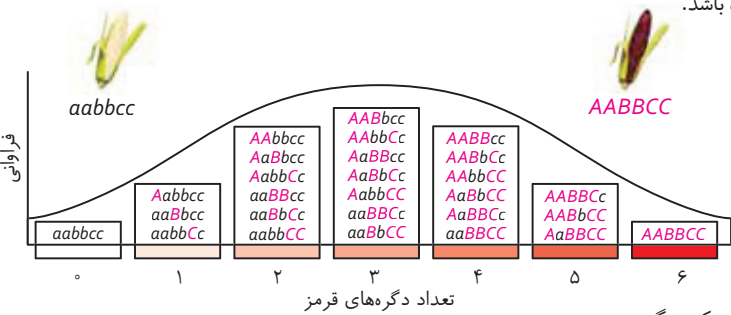 باشد.
aabbcc
AABBCC
فراوانی
aabbcc
Aabbcc
aaBbcc
aabbCc
AAbbcc
AaBbcc
AabbCc
aaBBcc
aaBbCc
aabbCC
AABbcc
AAbbCc
AaBBcc
AaBbCc
AabbCC
aaBBCc
aaBbCC
AABBcc
AABbCc
AAbbCC
AaBbCC
AaBBCc
aaBBCC
AABBCc
AABbCC
AaBBCC
AABBCC
۰ ۱ ۲ ۳ ۴ ۵ ۶
تعداد دگره‌های قرمز